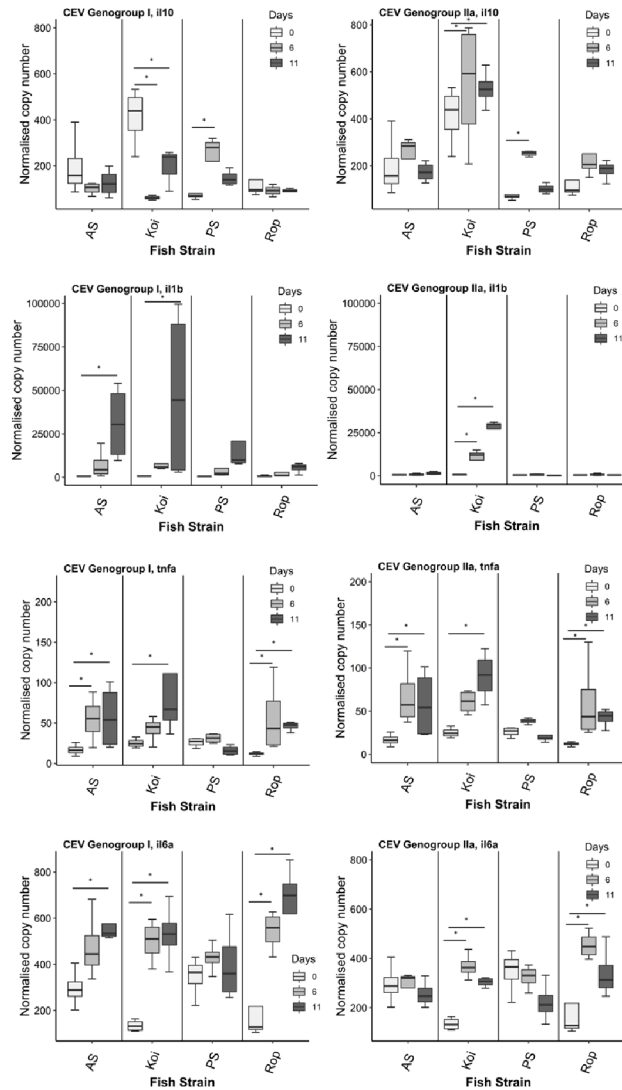 CEV Genogroup I, il10
Days
0
6
11
Normalised copy number
800
600
400
200
*
*
*
AS
Koi
PS
Rop
Fish Strain
CEV Genogroup IIa, il10
Days
0
6
11
Normalised copy number
800
600
400
200
*
*
*
AS
Koi
PS
Rop
Fish Strain
CEV Genogroup I, il1b
Days
0
6
11
Normalised copy number
100000
75000
50000
25000
0
*
*
AS
Koi
PS
Rop
Fish Strain
CEV Genogroup IIa, il1b
Days
0
6
11
Normalised copy number
100000
75000
50000
25000
0
*
*
AS
Koi
PS
Rop
Fish Strain
CEV Genogroup I, tnfa
Days
0
6
11
Normalised copy number
200
150
100
50
0
*
*
*
*
*
AS
Koi
PS
Rop
Fish Strain
CEV Genogroup IIa, tnfa
Days
0
6
11
Normalised copy number
200
150
100
50
0
*
*
*
*
*
AS
Koi
PS
Rop
Fish Strain
CEV Genogroup I, il6a
Days
0
6
11
Normalised copy number
800
600
400
200
*
*
*
*
*
AS
Koi
PS
Rop
Fish Strain
CEV Genogroup IIa, il6a
Days
0
6
11
Normalised copy number
800
600
400
200
*
*
*
*
AS
Koi
PS
Rop
Fish Strain